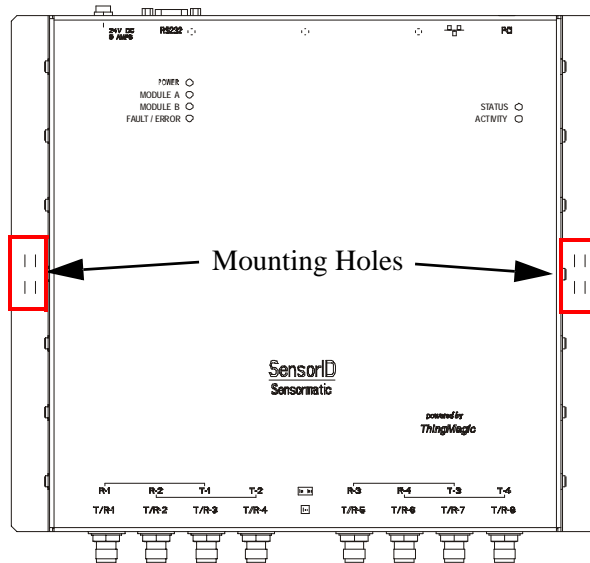 24V DC
5 AMPS
RS232
PCI
POWER
MODULE A
MODULE B
FAULT / ERROR
STATUS
ACTIVITY
Mounting Holes
SensorID
Sensormatic
powered by
ThingMagic
R-1 R-2 T-1 T-2 R-3 R-4 T-3 T-4
T/R-1 T/R-2 T/R-3 T/R-4 T/R-5 T/R-6 T/R-7 T/R-8